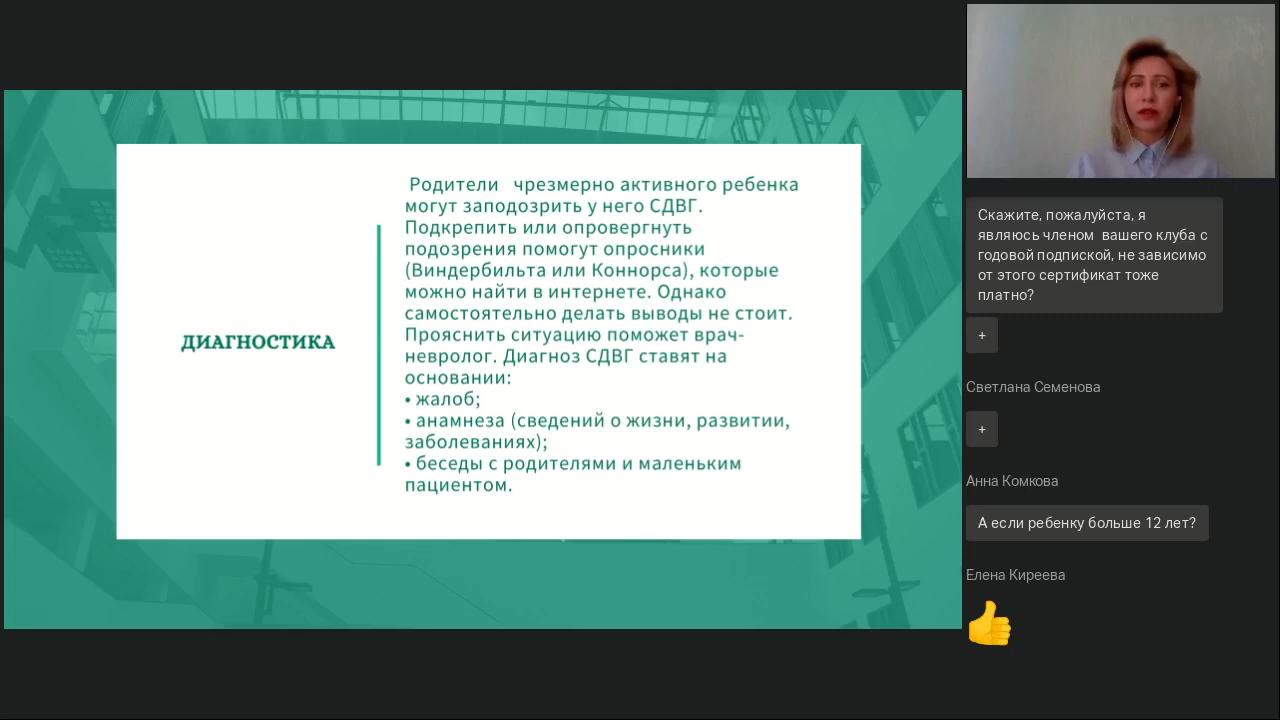 ДИАГНОСТИКА
Родители чрезмерно активного ребенка
могут заподозрить у него СДВГ.
Подкрепить или опровергнуть
подозрения помогут опросники
(Виндербильта или Коннорса), которые
можно найти в интернете. Однако
самостоятельно делать выводы не стоит.
Прояснить ситуацию поможет врач-
невролог. Диагноз СДВГ ставят на
основании:
• жалоб;
• анамнеза (сведений о жизни, развитии,
заболеваниях);
• беседы с родителями и маленьким
пациентом.
Скажите, пожалуйста, я
являюсь членом вашего клуба с
годовой подпиской, не зависимо
от этого сертификат тоже
платно?
+
Светлана Семенова
+
Анна Комкова
А если ребенку больше 12 лет?
Елена Киреева